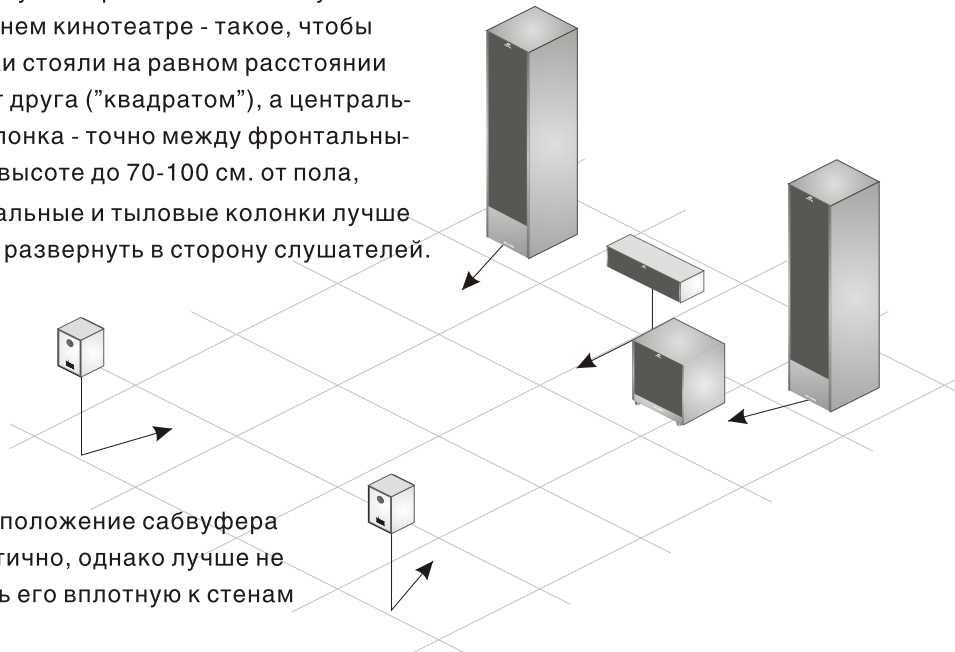 нем кинотеатре - такое, чтобы
и стояли на равном расстоянии
друга (”квадратом”), а централь-
лонка - точно между фронтальны-
высоте до 70-100 см. от пола,
альные и тыловые колонки лучше
развернуть в сторону слушателей.
положение сабвуфера
тично, однако лучше не
ь его вплотную к стенам